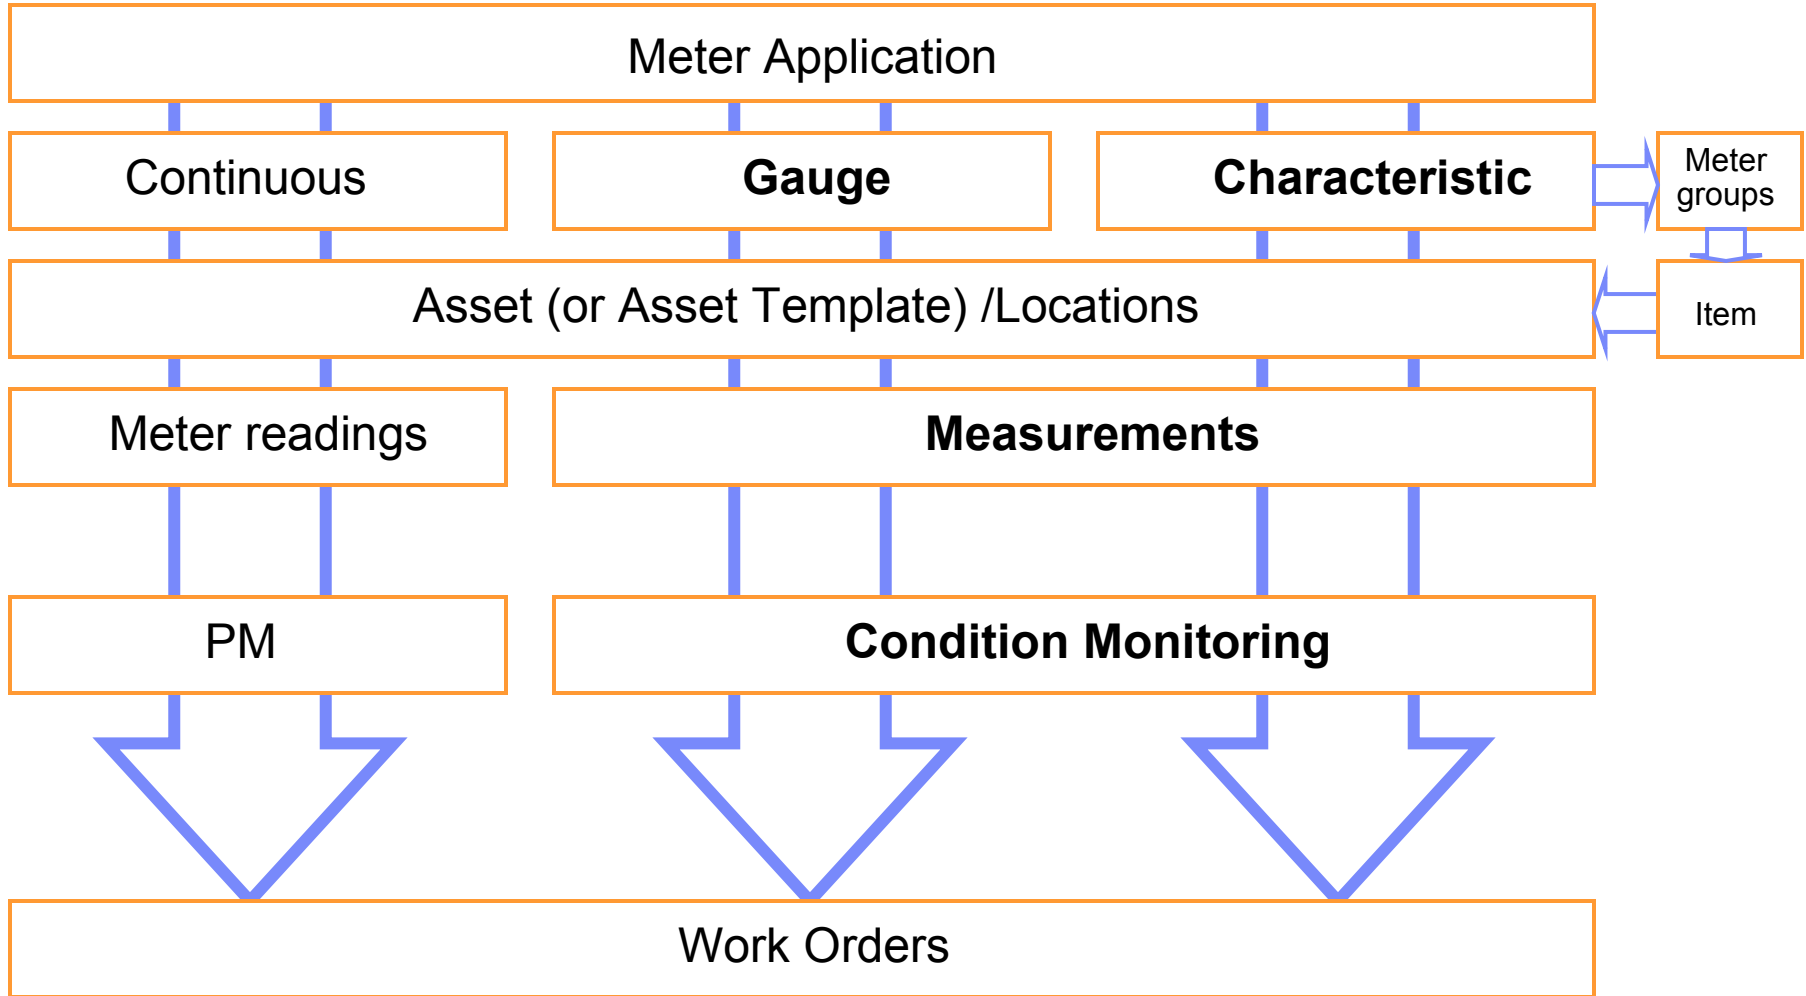 Meter Application
Continuous
Gauge
Characteristic
Meter
groups
Asset (or Asset Template) /Locations
Item
Meter readings
Measurements
PM
Condition Monitoring
Work Orders